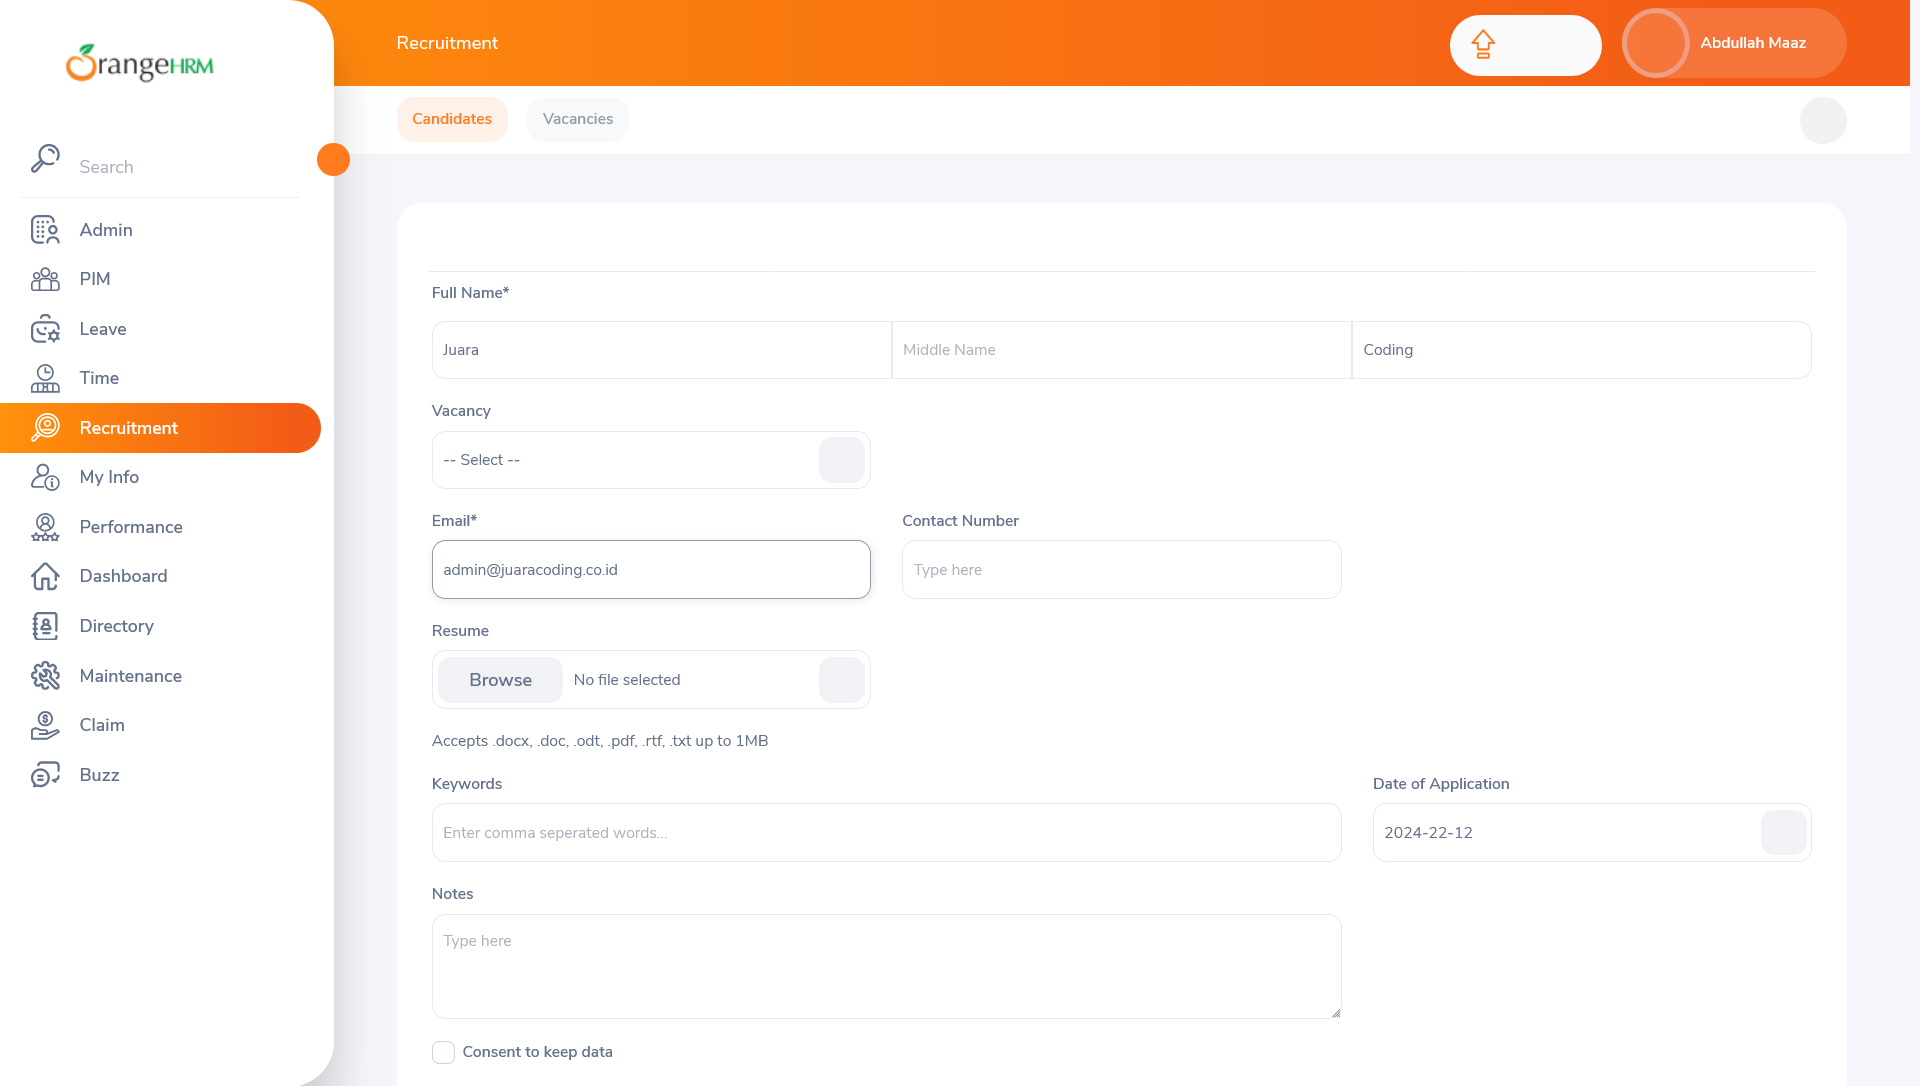 OrangeHRM
Search
Admin
PIM
Leave
Time
Recruitment
My Info
Performance
Dashboard
Directory
Maintenance
Claim
Buzz
Recruitment
Abdullah Maaz
Candidates
Vacancies
Full Name*
Juara
Middle Name
Coding
Vacancy
-- Select --
Email*
Contact Number
admin@juaracoding.co.id
Type here
Resume
Browse
No file selected
Accepts .docx, .doc, .odt, .pdf, .rtf, .txt up to 1MB
Keywords
Date of Application
Enter comma seperated words...
2024-22-12
Notes
Type here
Consent to keep data